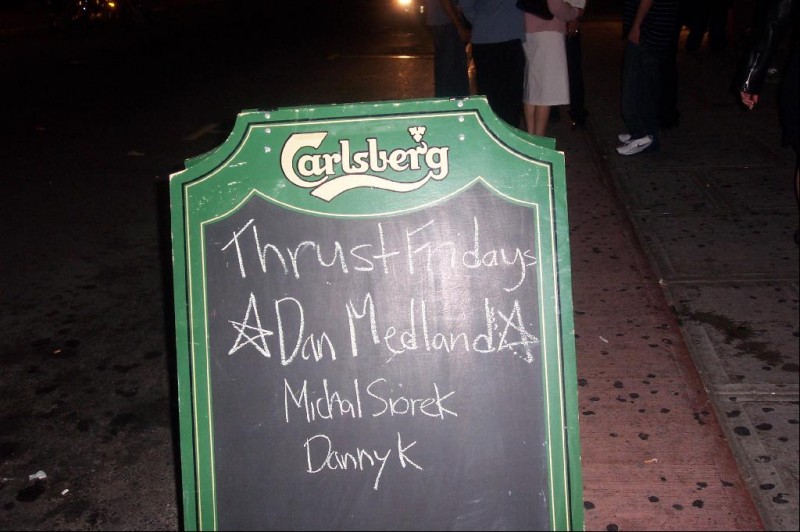 Carlsberg
Thrust Fridays
Dan Medland
Michal Siorek
Danny K